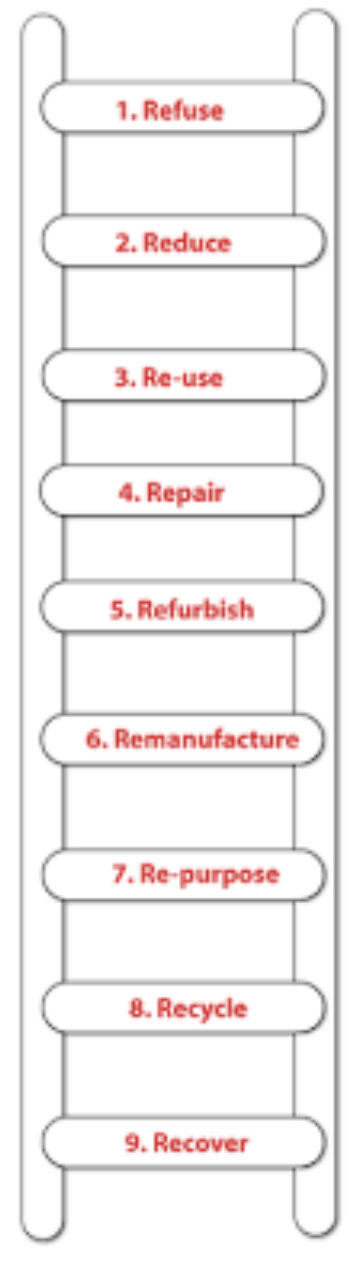 1. Refuse
2. Reduce
3. Re-use
4. Repair
5. Refurbish
6. Remanufacture
7. Re-purpose
8. Recycle
9. Recover